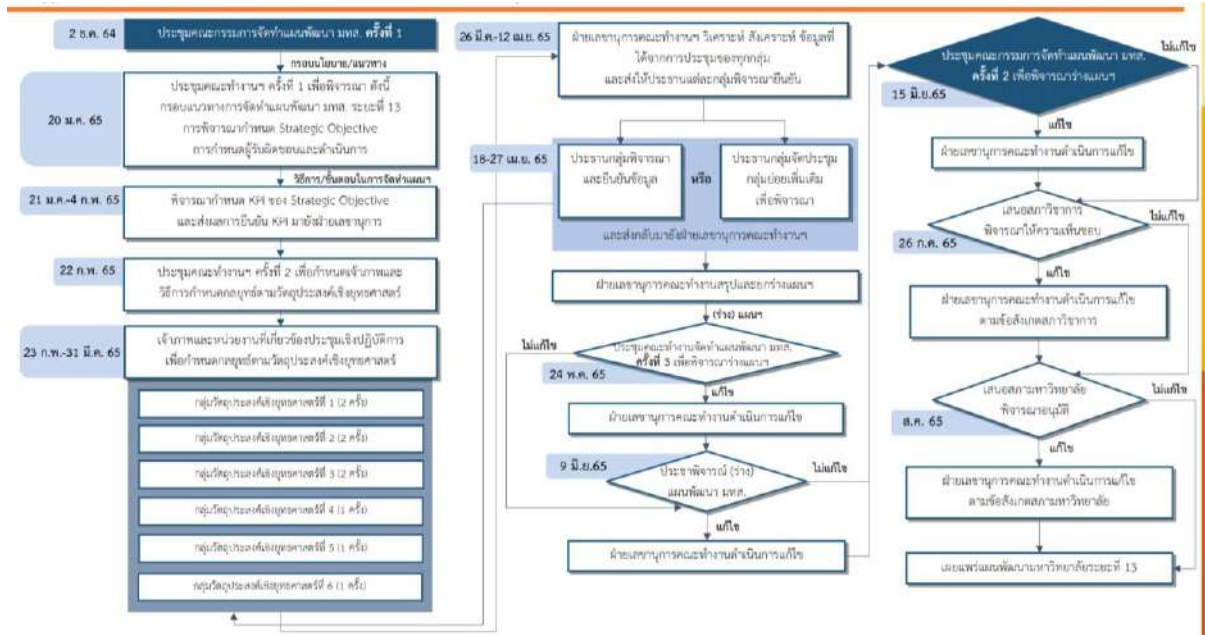 2 ธ.ค. 64
ประชุมคณะกรรมการจัดทำแผนพัฒนา มทส. ครั้งที่ 1
กรอบนโยบาย/แนวทาง
20 ม.ค. 65
ประชุมคณะทำงานฯ ครั้งที่ 1 เพื่อพิจารณา ดังนี้
กรอบแนวทางการจัดทำแผนพัฒนา มทส. ระยะที่ 13
การพิจารณากำหนด Strategic Objective
การกำหนดผู้รับผิดชอบและดำเนินการ
วิธีการ/ขั้นตอนในการจัดทำแผนฯ
21 ม.ค.-4 ก.พ. 65
พิจารณากำหนด KPI ของ Strategic Objective
และส่งผลการยืนยัน KPI มายังฝ่ายเลขานุการ
22 ก.พ. 65
ประชุมคณะทำงานฯ ครั้งที่ 2 เพื่อกำหนดเจ้าภาพและ
วิธีการกำหนดกลยุทธ์ตามวัตถุประสงค์เชิงยุทธศาสตร์
23 ก.พ.-31 มี.ค. 65
เจ้าภาพและหน่วยงานที่เกี่ยวข้องประชุมเชิงปฏิบัติการ
เพื่อกำหนดกลยุทธ์ตามวัตถุประสงค์เชิงยุทธศาสตร์
กลุ่มวัตถุประสงค์เชิงยุทธศาสตร์ที่ 1 (2 ครั้ง)
กลุ่มวัตถุประสงค์เชิงยุทธศาสตร์ที่ 2 (2 ครั้ง)
กลุ่มวัตถุประสงค์เชิงยุทธศาสตร์ที่ 3 (2 ครั้ง)
กลุ่มวัตถุประสงค์เชิงยุทธศาสตร์ที่ 4 (1 ครั้ง)
กลุ่มวัตถุประสงค์เชิงยุทธศาสตร์ที่ 5 (1 ครั้ง)
กลุ่มวัตถุประสงค์เชิงยุทธศาสตร์ที่ 6 (1 ครั้ง)
26 มี.ค.-12 เม.ย. 65
ฝ่ายเลขานุการคณะทำงานฯ วิเคราะห์ สังเคราะห์ ข้อมูลที่
ได้จากการประชุมของทุกกลุ่ม
และส่งให้ประธานแต่ละกลุ่มพิจารณายืนยัน
18-27 เม.ย. 65
ประธานกลุ่มพิจารณา
และยืนยันข้อมูล
หรือ
ประธานกลุ่มจัดประชุม
กลุ่มย่อยเพิ่มเติม
เพื่อพิจารณา
และส่งกลับมายังฝ่ายเลขานุการคณะทำงานฯ
ฝ่ายเลขานุการคณะทำงานสรุปและยกร่างแผนฯ
(ร่าง) แผนฯ
ไม่แก้ไข
ประชุมคณะทำงานจัดทำแผนพัฒนา มทส.
ครั้งที่ 3 เพื่อพิจารณาร่างแผนฯ
24 พ.ค. 65
แก้ไข
ฝ่ายเลขานุการคณะทำงานดำเนินการแก้ไข
9 มิ.ย.65
ประชาพิจารณ์ (ร่าง)
แผนพัฒนา มทส.
ไม่แก้ไข
แก้ไข
ฝ่ายเลขานุการคณะทำงานดำเนินการแก้ไข
ประชุมคณะกรรมการจัดทำแผนพัฒนา มทส.
ครั้งที่ 2 เพื่อพิจารณาร่างแผนฯ
ไม่แก้ไข
15 มิ.ย.65
แก้ไข
ฝ่ายเลขานุการคณะทำงานดำเนินการแก้ไข
เสนอสภาวิชาการ
พิจารณาให้ความเห็นชอบ
ไม่แก้ไข
26 ก.ค. 65
แก้ไข
ฝ่ายเลขานุการคณะทำงานดำเนินการแก้ไข
ตามข้อสังเกตสภาวิชาการ
เสนอสภามหาวิทยาลัย
พิจารณาอนุมัติ
ไม่แก้ไข
ส.ค. 65
แก้ไข
ฝ่ายเลขานุการคณะทำงานดำเนินการแก้ไข
ตามข้อสังเกตสภามหาวิทยาลัย
เผยแพร่แผนพัฒนามหาวิทยาลัยระยะที่ 13